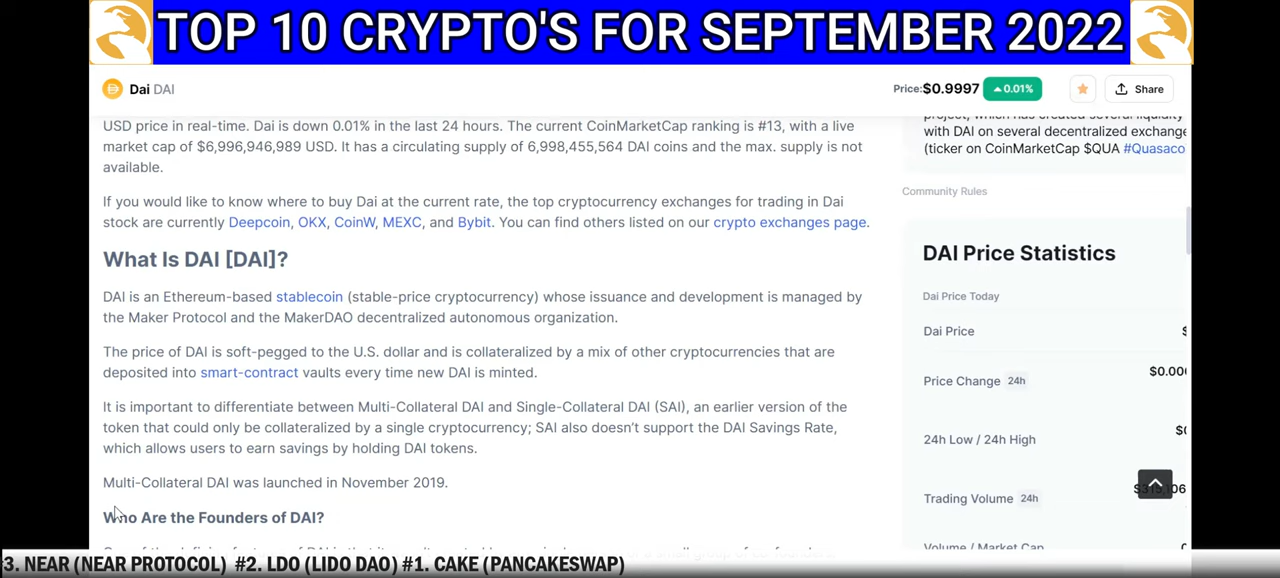 TOP 10 CRYPTO'S FOR SEPTEMBER 2022
Dai DAI
Price:$0.9997 0.01% Share
USD price in real-time. Dai is down 0.01% in the last 24 hours. The current CoinMarketCap ranking is #13, with a live
market cap of $6,996,946,989 USD. It has a circulating supply of 6,998,455,564 DAI coins and the max. supply is not
available.
If you would like to know where to buy Dai at the current rate, the top cryptocurrency exchanges for trading in Dai
stock are currently Deepcoin, OKX, CoinW, MEXC, and Bybit. You can find others listed on our crypto exchanges page.
What Is DAI [DAI]?
DAI is an Ethereum-based stablecoin (stable-price cryptocurrency) whose issuance and development is managed by
the Maker Protocol and the MakerDAO decentralized autonomous organization.
The price of DAI is soft-pegged to the U.S. dollar and is collateralized by a mix of other cryptocurrencies that are
deposited into smart-contract vaults every time new DAI is minted.
It is important to differentiate between Multi-Collateral DAI and Single-Collateral DAI (SAI), an earlier version of the
token that could only be collateralized by a single cryptocurrency; SAI also doesn't support the DAI Savings Rate,
which allows users to earn savings by holding DAI tokens.
Multi-Collateral DAI was launched in November 2019.
Who Are the Founders of DAI?
project, which has created several liquidity
with DAI on several decentralized exchange
(ticker on CoinMarketCap $QUA #Quasaco
Community Rules
DAI Price Statistics
Dai Price Today
Dai Price $
Price Change 24h $0.00
24h Low / 24h High $
Trading Volume 24h
Volume / Market Cap
3. NEAR (NEAR PROTOCOL) #2. LDO (LIDO DAO) #1. CAKE (PANCAKESWAP)